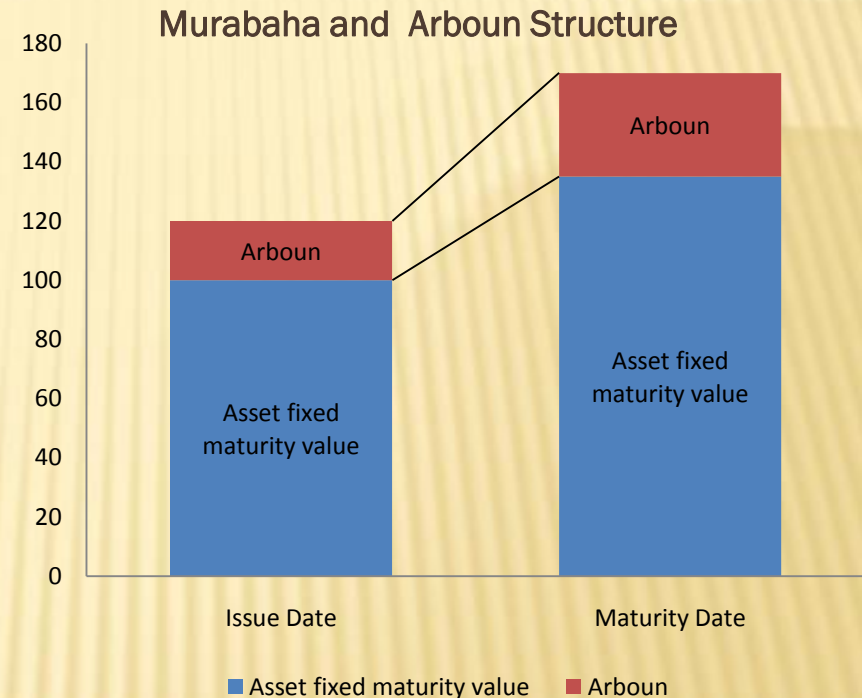 Murabaha and Arboun Structure
180
160
140
120
100
80
60
40
20
0
Arboun
Asset fixed
maturity value
Arboun
Asset fixed
maturity value
Issue Date
Maturity Date
Asset fixed maturity value
Arboun